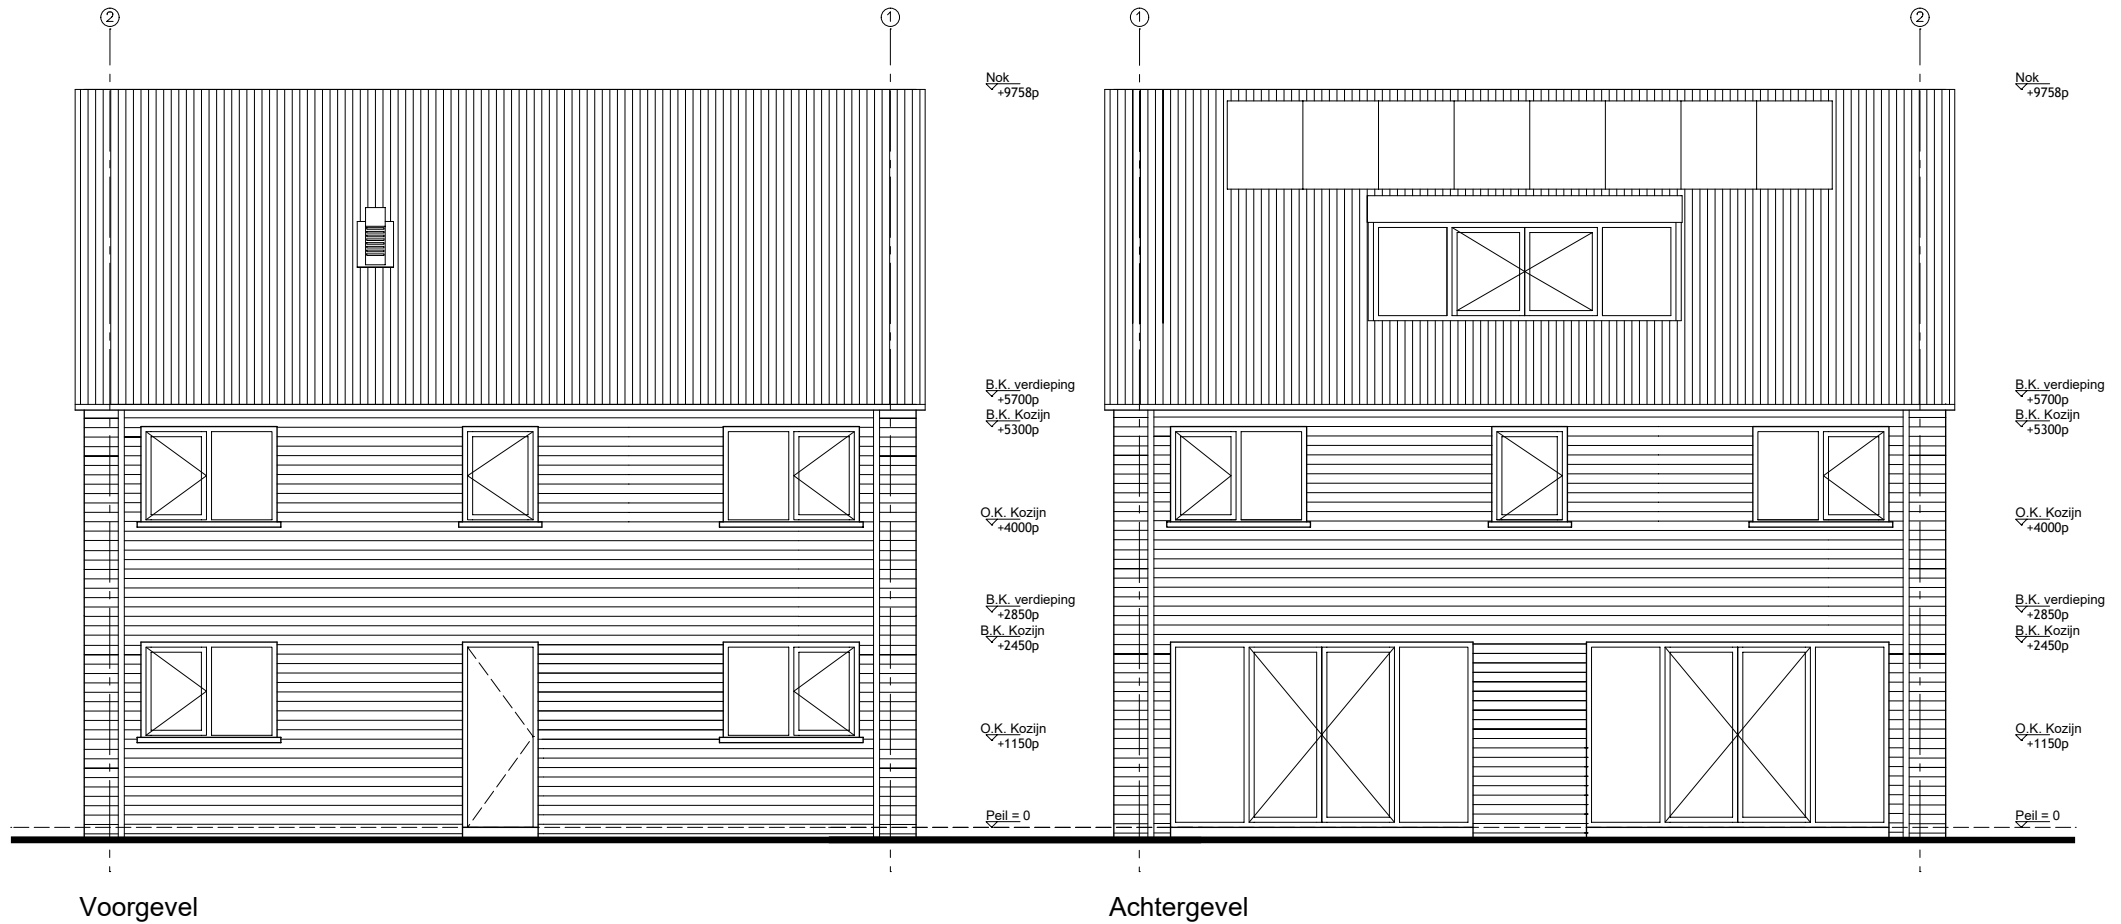 2
1
1
2
Nok
+9758p
B.K. verdieping
+5700p
B.K. Kozijn
+5300p
O.K. Kozijn
+4000p
B.K. verdieping
+2850p
B.K. Kozijn
+2450p
O.K. Kozijn
+1150p
Peil = 0
Nok
+9758p
B.K. verdieping
+5700p
B.K. Kozijn
+5300p
O.K. Kozijn
+4000p
B.K. verdieping
+2850p
B.K. Kozijn
+2450p
O.K. Kozijn
+1150p
Peil = 0
Voorgevel
Achtergevel